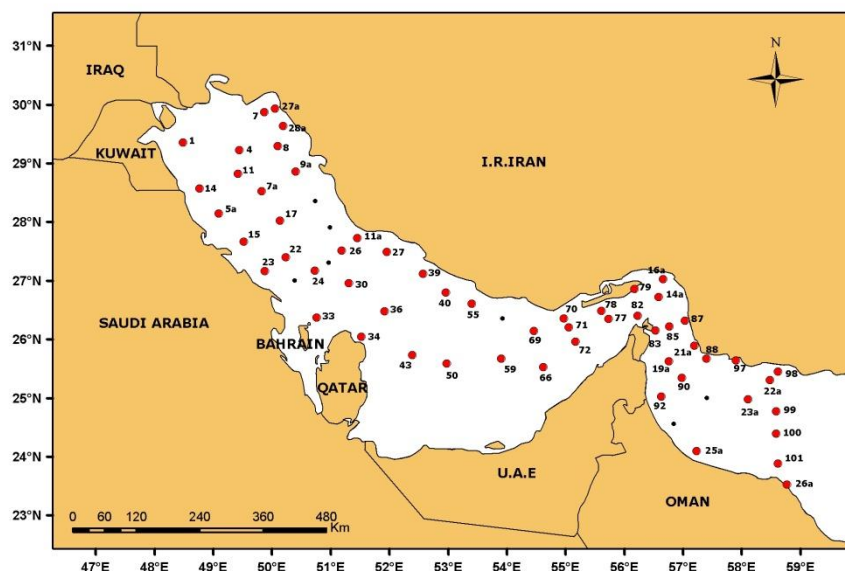 31°N
30°N
29°N
28°N
27°N
26°N
25°N
24°N
23°N
N
IRAQ
KUWAIT
I.R.IRAN
SAUDI ARABIA
BAHRAIN
QATAR
U.A.E
OMAN
27a
7
28a
1
4
8
9a
11
7a
14
5a
17
15
11a
22
26
27
23
24
30
39
16a
79
14a
40
55
70
78
82
33
36
71
77
87
34
69
72
83
85
21a
88
43
50
59
66
19a
90
97
98
22a
92
23a
99
100
25a
101
26a
0 60 120 240 360 480
Km
47°E 48°E 49°E 50°E 51°E 52°E 53°E 54°E 55°E 56°E 57°E 58°E 59°E